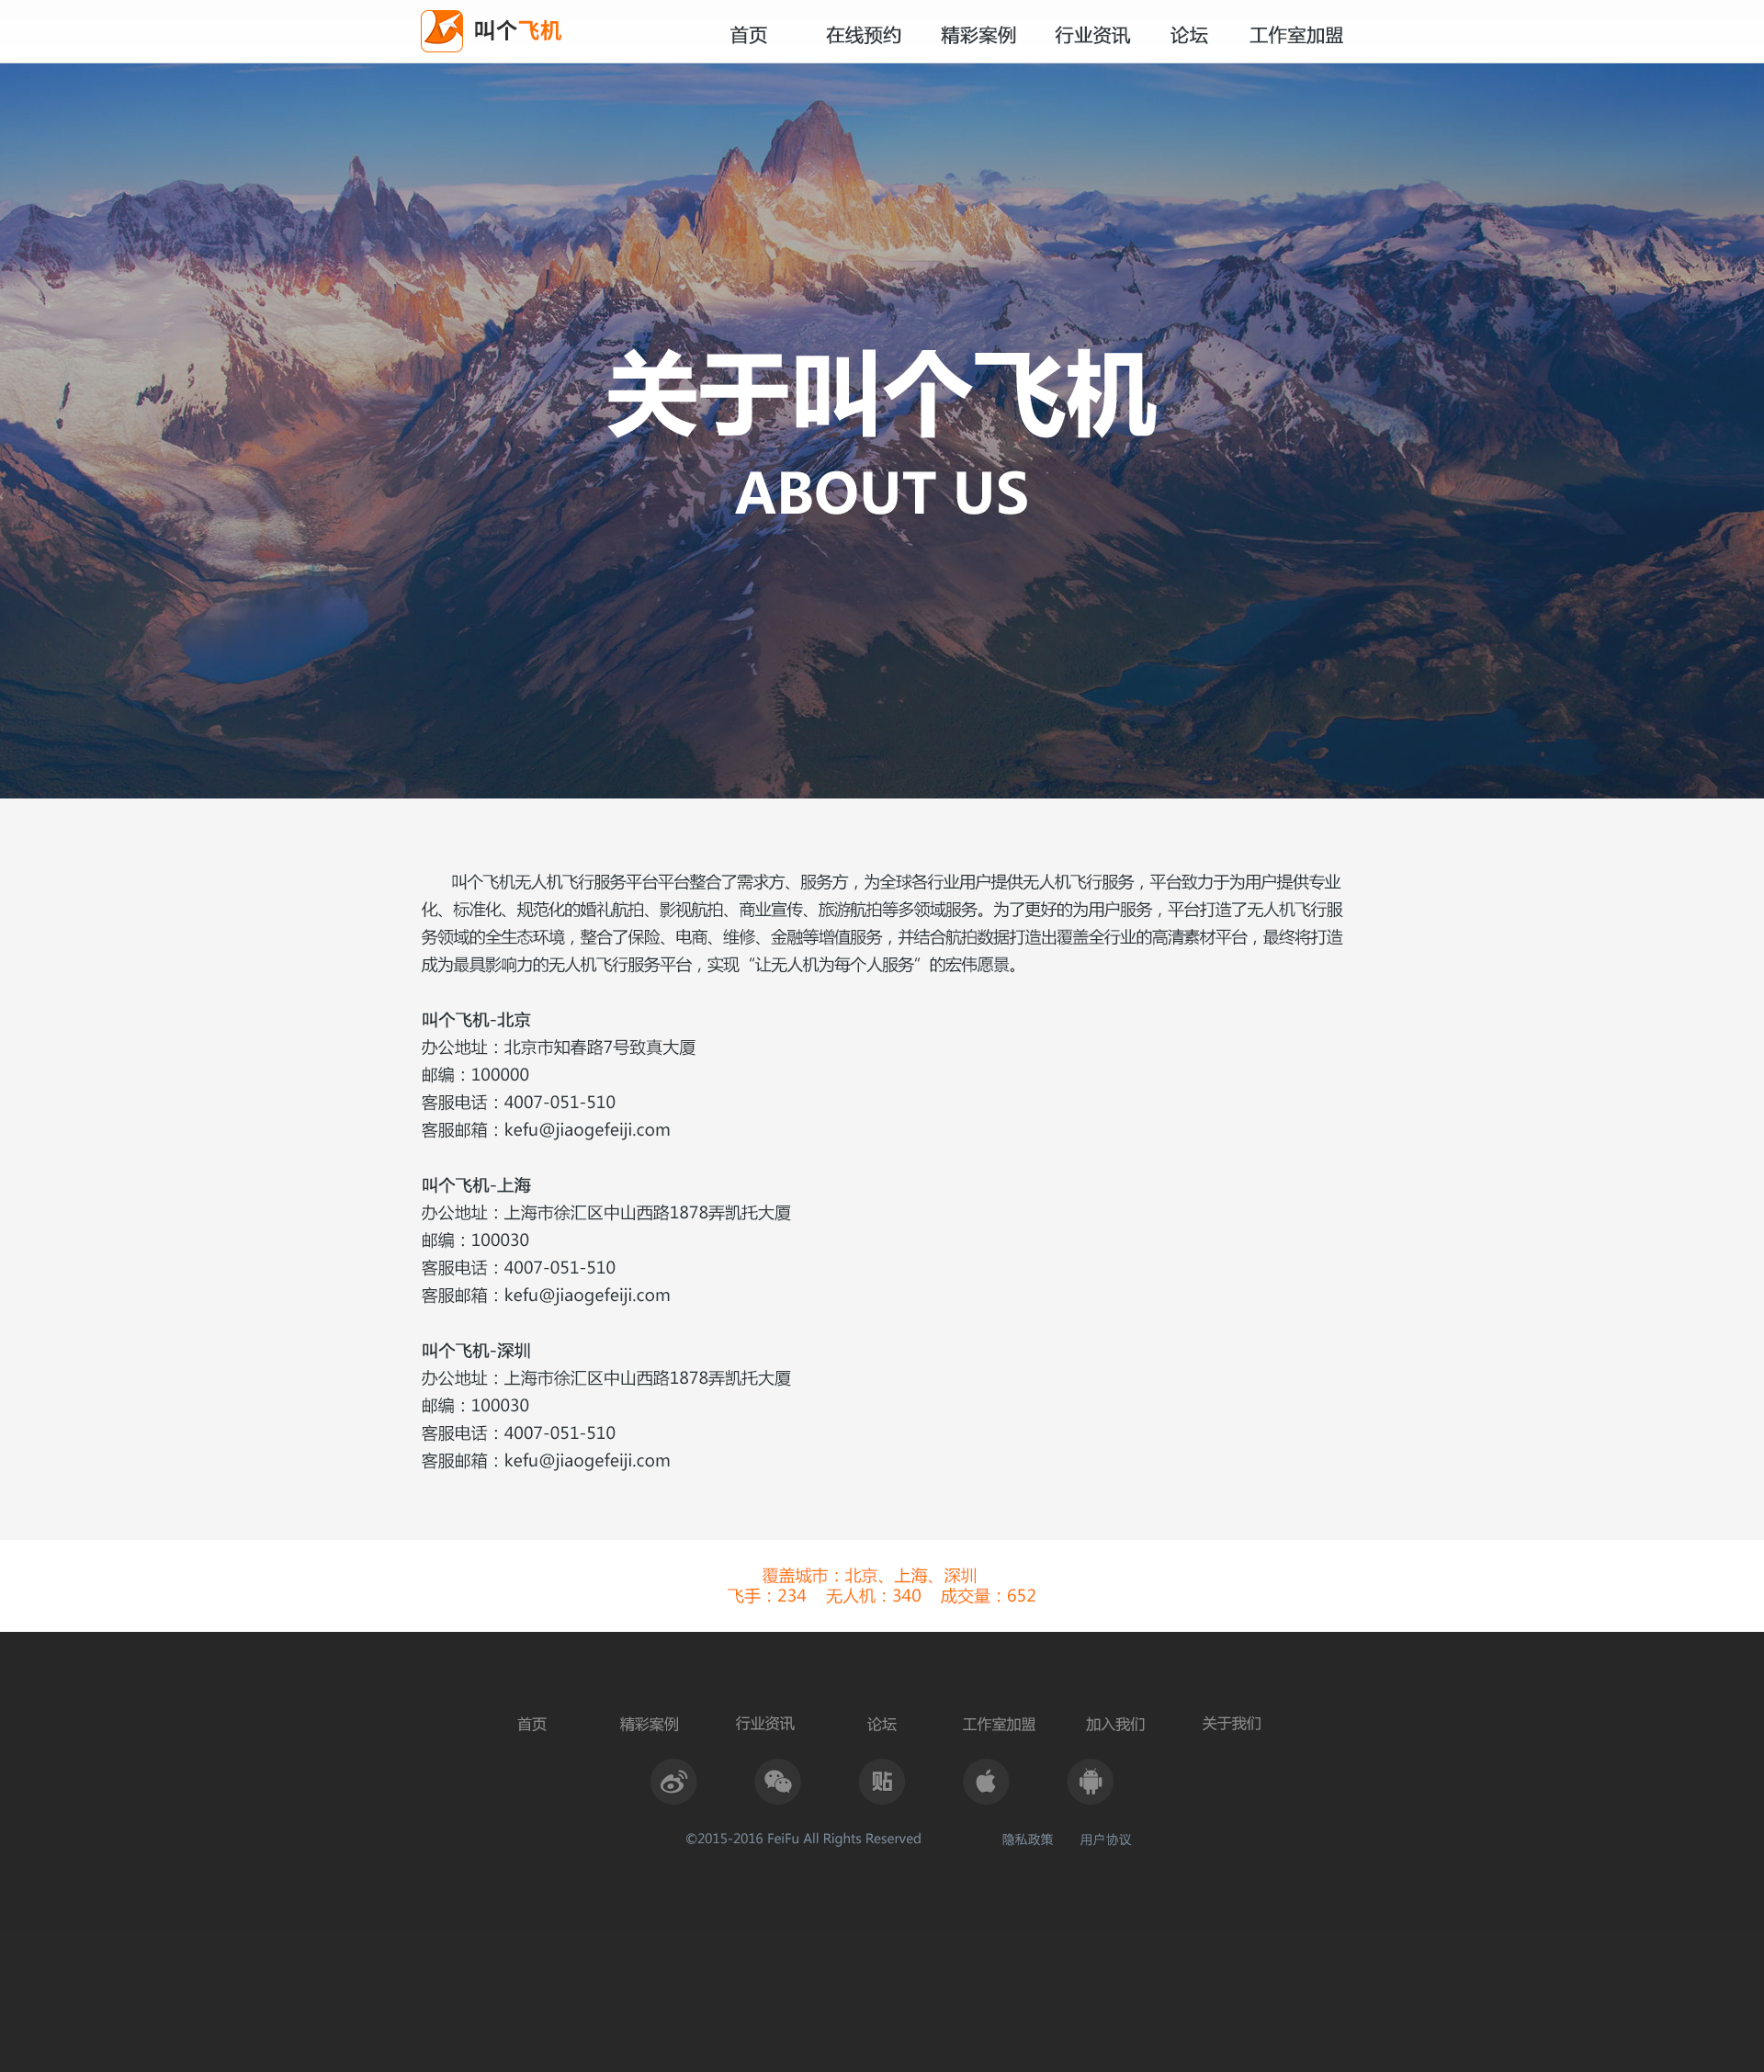 叫个飞机
首页 在线预约 精彩案例 行业资讯 论坛 工作室加盟
关于叫个飞机
ABOUT US
叫个飞机无人机飞行服务平台平台整合了需求方、服务方，为全球各行业用户提供无人机飞行服务，平台致力于为用户提供专业
化、标准化、规范化的婚礼航拍、影视航拍、商业宣传、旅游航拍等多领域服务。为了更好的为用户服务，平台打造了无人机飞行服
务领域的全生态环境，整合了保险、电商、维修、金融等增值服务，并结合航拍数据打造出覆盖全行业的高清素材平台，最终将打造
成为最具影响力的无人机飞行服务平台，实现“让无人机为每个人服务”的宏伟愿景。
叫个飞机-北京
办公地址：北京市知春路7号致真大厦
邮编：100000
客服电话：4007-051-510
客服邮箱：kefu@jiaogefeiji.com
叫个飞机-上海
办公地址：上海市徐汇区中山西路1878弄凯托大厦
邮编：100030
客服电话：4007-051-510
客服邮箱：kefu@jiaogefeiji.com
叫个飞机-深圳
办公地址：上海市徐汇区中山西路1878弄凯托大厦
邮编：100030
客服电话：4007-051-510
客服邮箱：kefu@jiaogefeiji.com
覆盖城市：北京、上海、深圳
飞手：234 无人机：340 成交量：652
首页 精彩案例 行业资讯 论坛 工作室加盟 加入我们 关于我们
贴
©2015-2016 FeiFu All Rights Reserved 隐私政策 用户协议